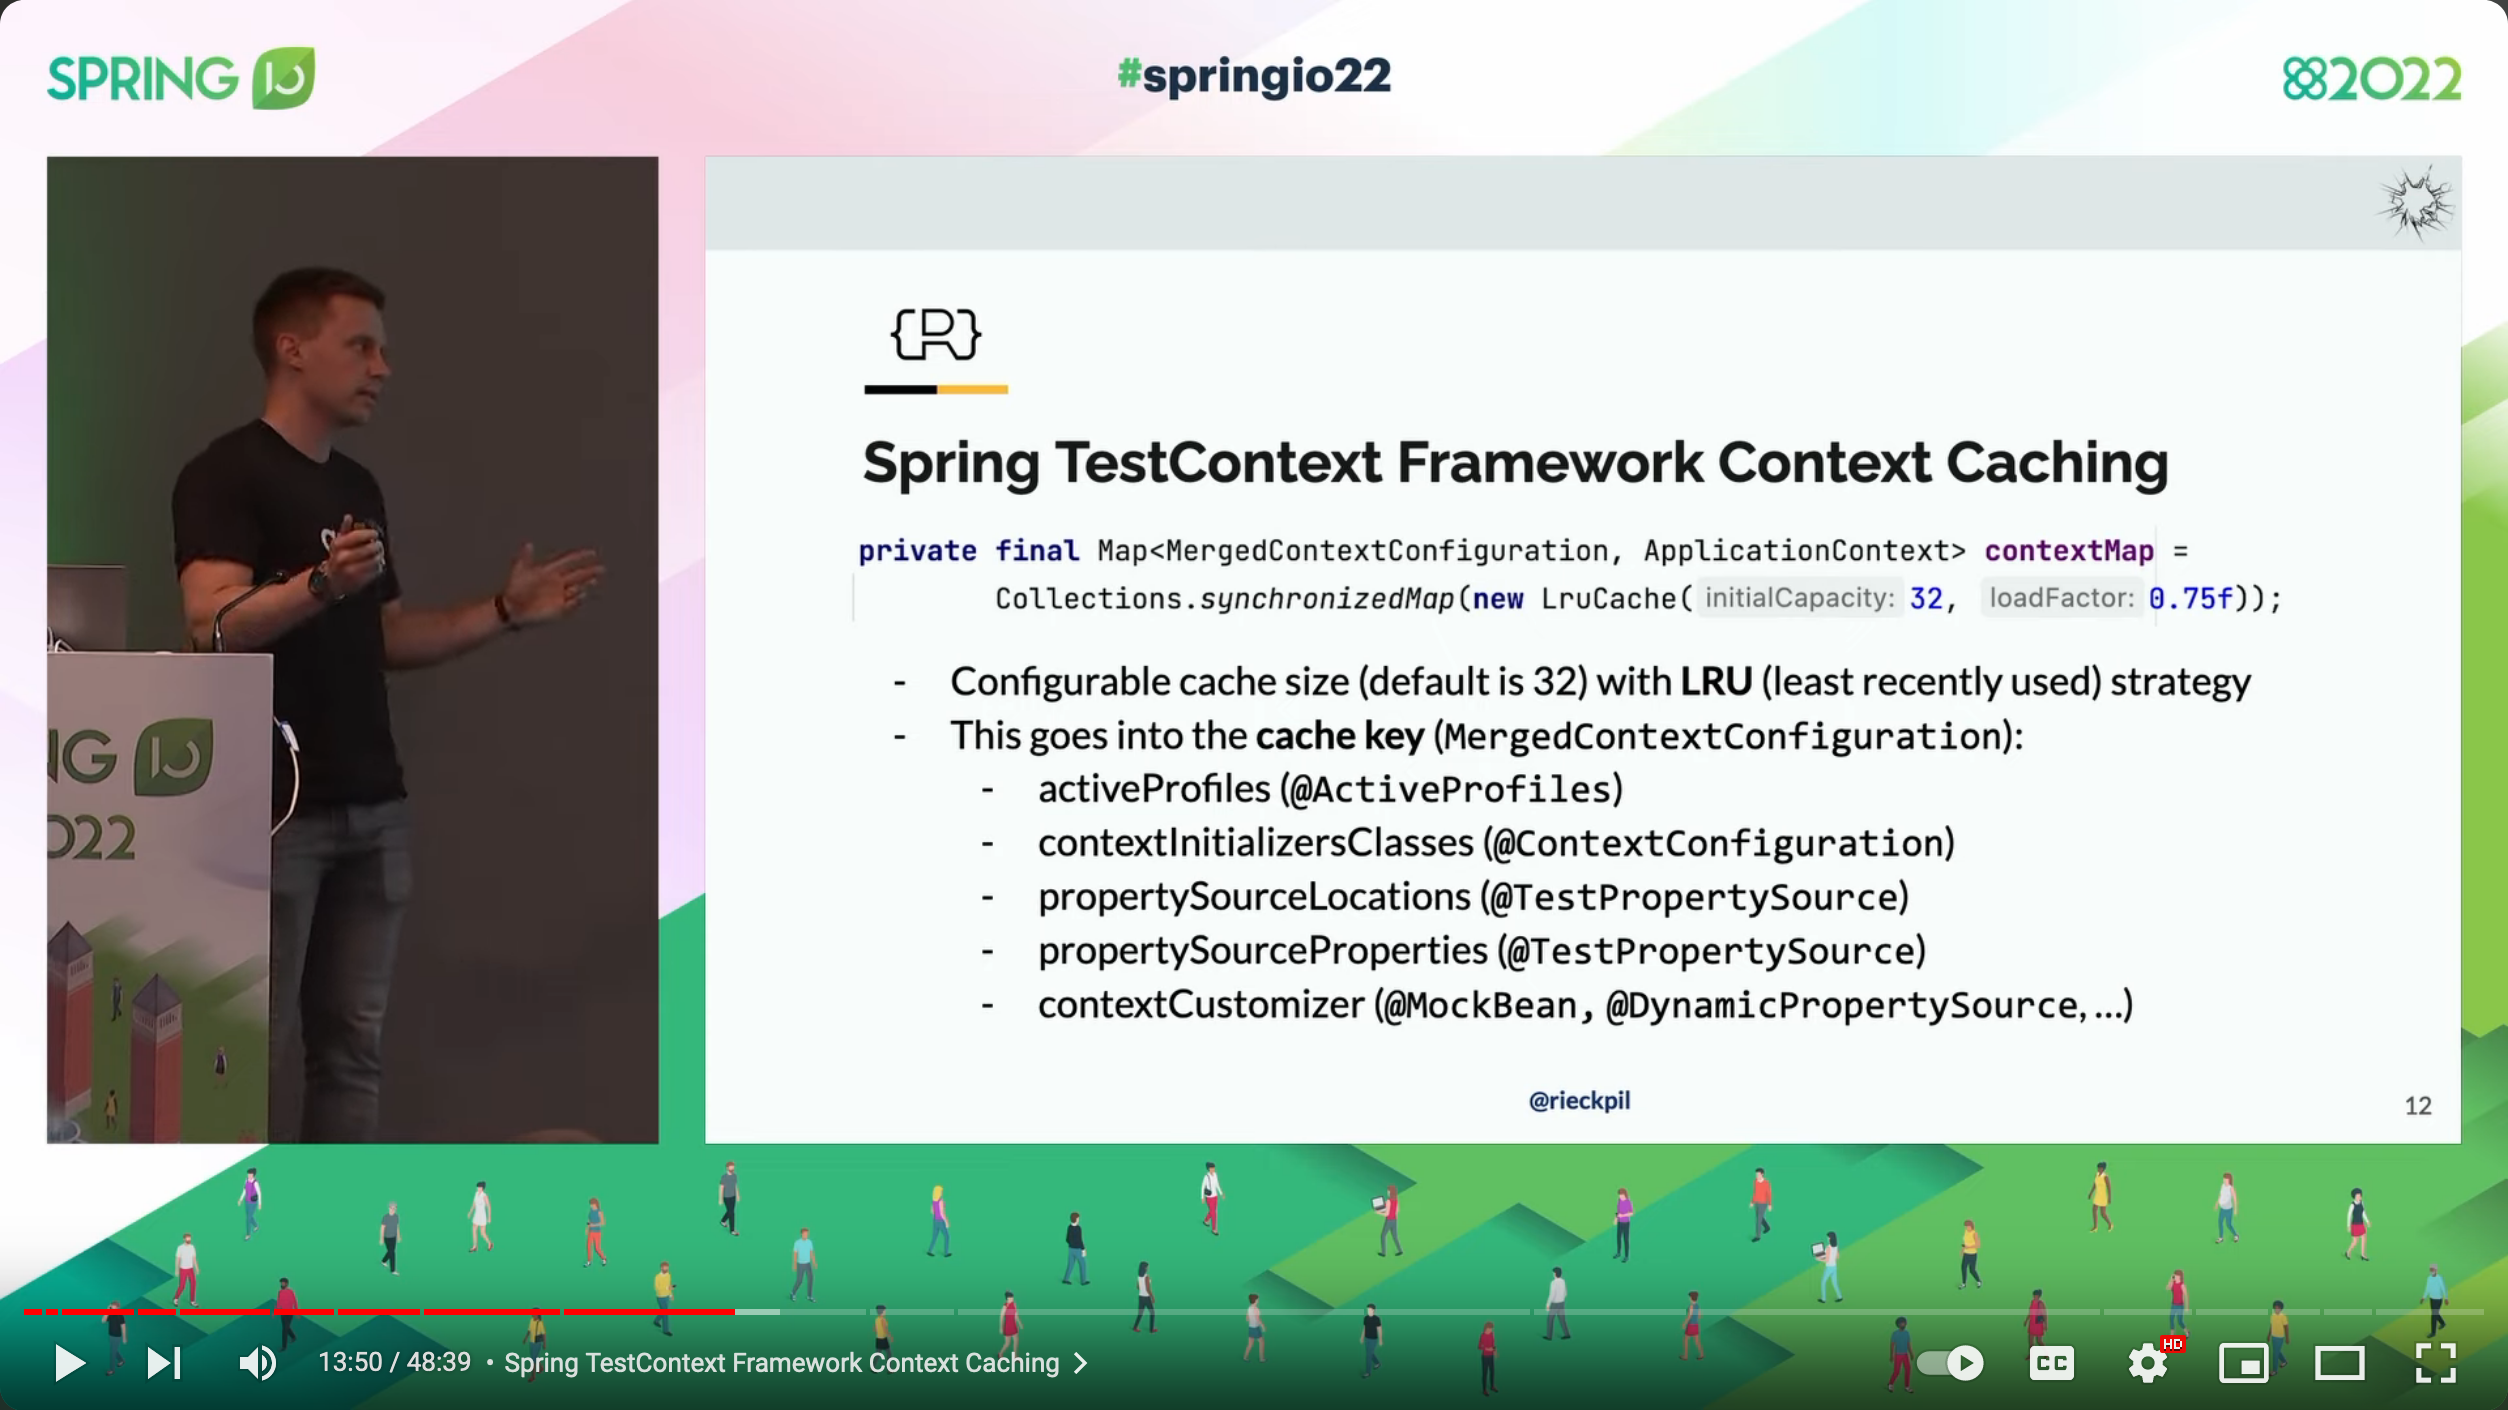 SPRING IO
#springio22
2022
{R}
Spring TestContext Framework Context Caching
private final Map<MergedContextConfiguration, ApplicationContext> contextMap =
Collections.synchronizedMap(new LruCache( initialCapacity: 32, loadFactor: 0.75f));
- Configurable cache size (default is 32) with LRU (least recently used) strategy
- This goes into the cache key (MergedContextConfiguration):
- activeProfiles (@ActiveProfiles)
- contextInitializersClasses (@ContextConfiguration)
- propertySourceLocations (@TestPropertySource)
- propertySourceProperties (@TestPropertySource)
- contextCustomizer (@MockBean, @DynamicPropertySource, ...)
@rieckpil
12
NG IO
022
13:50 / 48:39 • Spring TestContext Framework Context Caching >
CC
HD